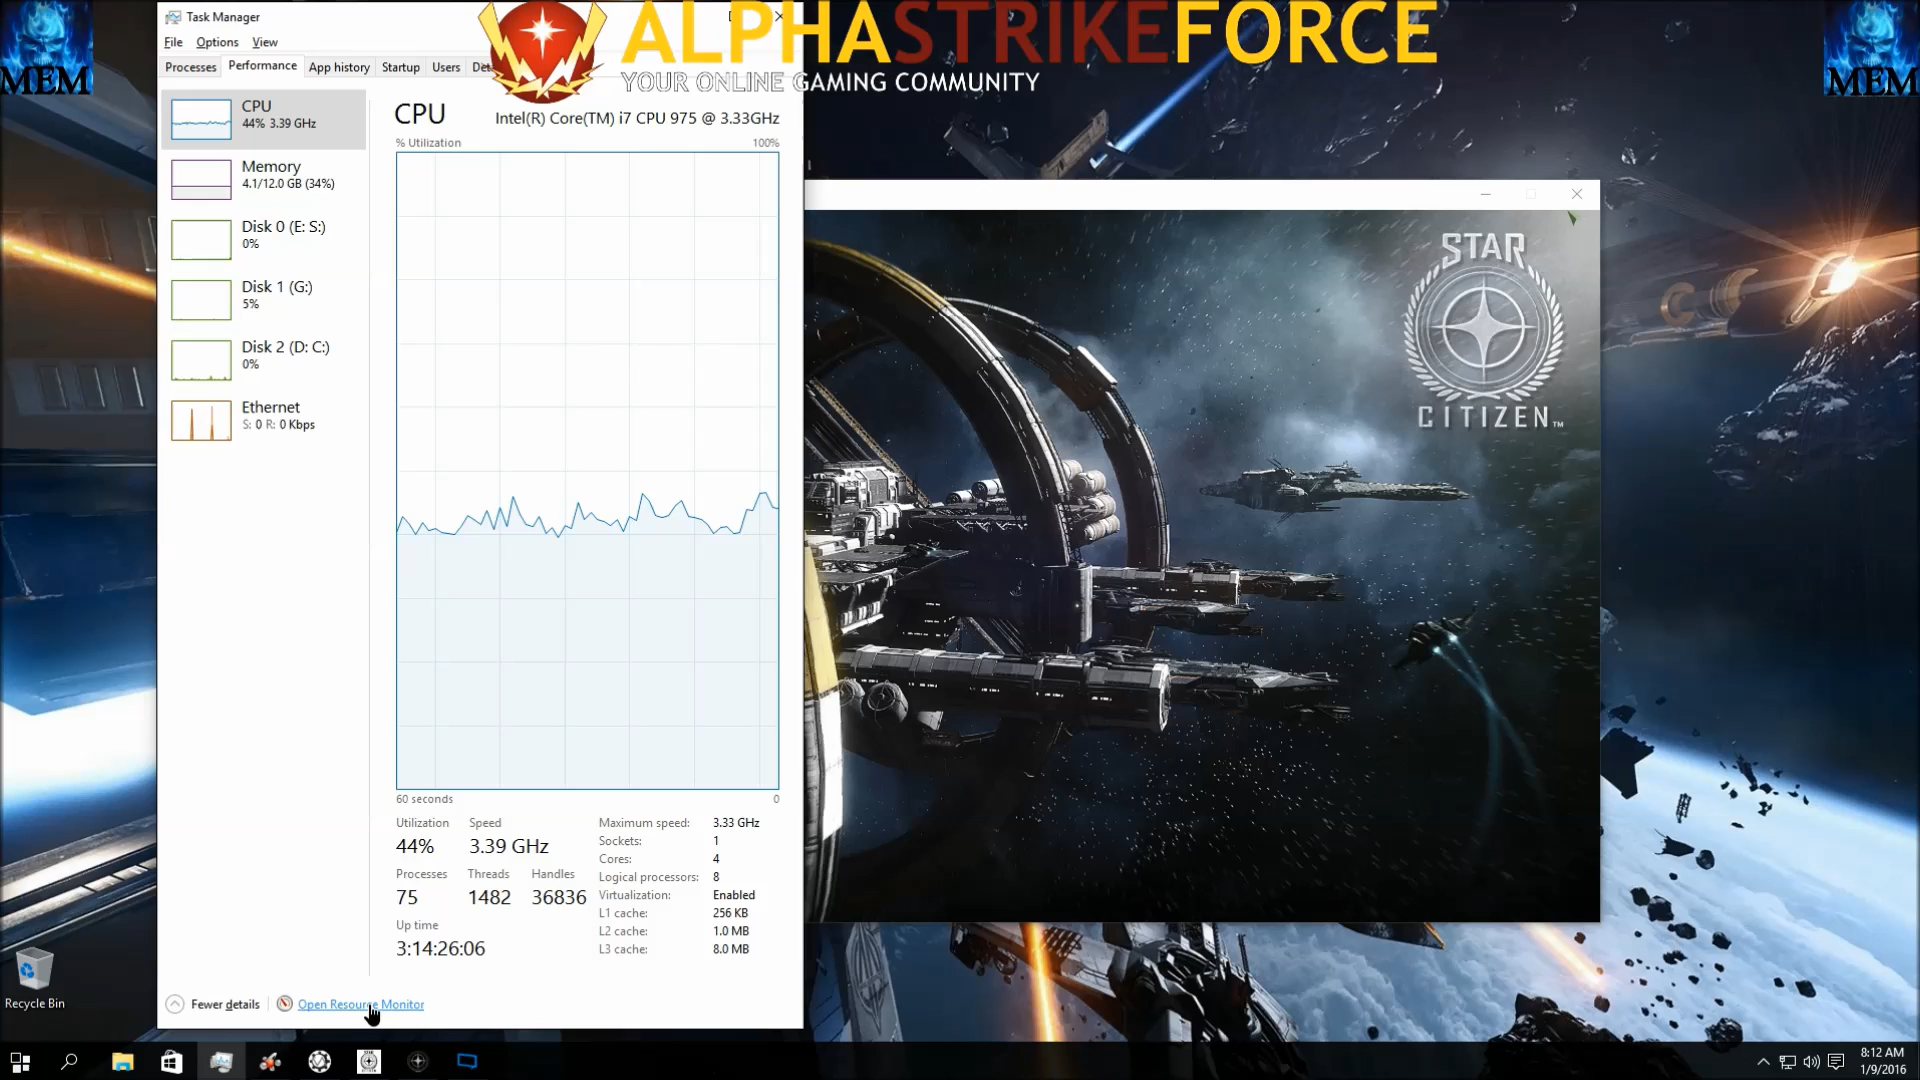 Task Manager
File Options View
Processes Performance App history Startup Users
ALPHASTRIKEFORCE
YOUR ONLINE GAMING COMMUNITY
MEM
MEM
CPU
44% 3.39 GHz
Memory
4.1/12.0 GB (34%)
Disk 0 (E: S:)
0%
Disk 1 (G:)
5%
Disk 2 (D: C:)
0%
Ethernet
S: 0 R: 0 Kbps
CPU Intel(R) Core(TM) i7 CPU 975 @ 3.33GHz
% Utilization 100%
60 seconds 0
Utilization Speed
44% 3.39 GHz
Processes Threads Handles
75 1482 36836
Up time
3:14:26:06
Maximum speed: 3.33 GHz
Sockets: 1
Cores: 4
Logical processors: 8
Virtualization: Enabled
L1 cache: 256 KB
L2 cache: 1.0 MB
L3 cache: 8.0 MB
Fewer details Open Resource Monitor
STAR
CITIZEN™
Recycle Bin
8:12 AM
1/9/2016